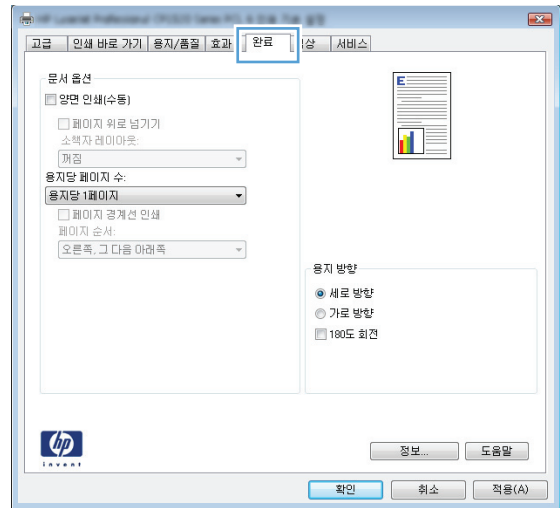 고급 인쇄 바로 가기 용지/품질 효과 완료 상 서비스
문서 옵션
양면 인쇄(수동)
페이지 위로 넘기기
소책자 레이아웃:
꺼짐
용지당 페이지 수:
용지당 1페이지
페이지 경계선 인쇄
페이지 순서:
오른쪽, 그 다음 아래쪽
E
용지 방향
세로 방향
가로 방향
180도 회전
hp
invent
정보... 도움말
확인 취소 적용(A)